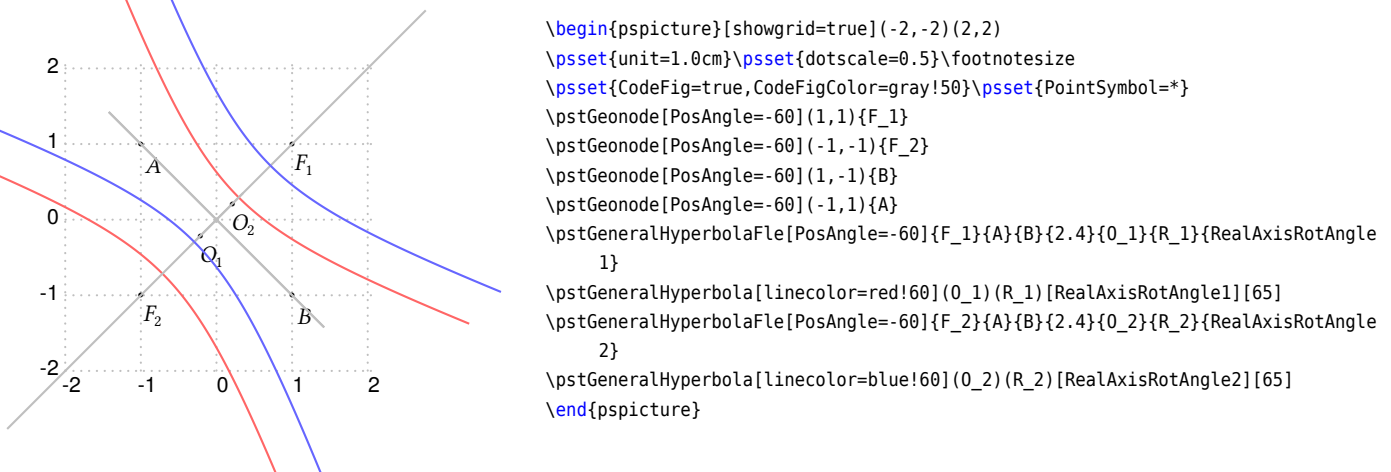 2
1
0
-1
-2
-2 -1 0 1 2
A
F1
O2
O1
F2
B
\begin{pspicture}[showgrid=true](-2,-2)(2,2)
\psset{unit=1.0cm}\psset{dotscale=0.5}\footnotesize
\psset{CodeFig=true,CodeFigColor=gray!50}\psset{PointSymbol=*}
\pstGeonode[PosAngle=-60](1,1){F_1}
\pstGeonode[PosAngle=-60](-1,-1){F_2}
\pstGeonode[PosAngle=-60](1,-1){B}
\pstGeonode[PosAngle=-60](-1,1){A}
\pstGeneralHyperbolaFle[PosAngle=-60]{F_1}{A}{B}{2.4}{O_1}{R_1}{RealAxisRotAngle
1}
\pstGeneralHyperbola[linecolor=red!60](O_1)(R_1)[RealAxisRotAngle1][65]
\pstGeneralHyperbolaFle[PosAngle=-60]{F_2}{A}{B}{2.4}{O_2}{R_2}{RealAxisRotAngle
2}
\pstGeneralHyperbola[linecolor=blue!60](O_2)(R_2)[RealAxisRotAngle2][65]
\end{pspicture}